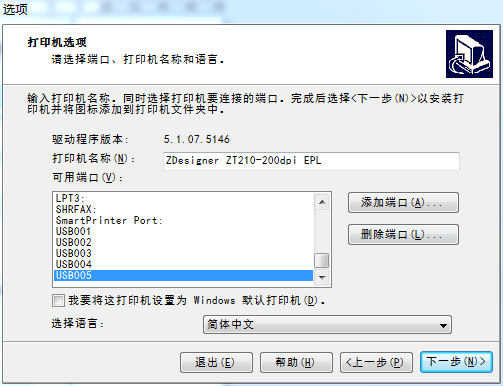 选项
打印机选项
请选择端口、打印机名称和语言。
输入打印机名称. 同时选择打印机要连接的端口. 完成后选择<下一步(N)>以安装打
印机并将图标添加到打印机文件夹中.
驱动程序版本: 5.1.07.5146
打印机名称(N): ZDesigner ZT210-200dpi EPL
可用端口(V):
LPT3:
SHRFAX:
SmartPrinter Port:
USB001
USB002
USB003
USB004
USB005
添加端口(A)...
删除端口(L)...
我要将这打印机设置为 Windows 默认打印机(D).
选择语言: 简体中文
退出(E) 帮助(H) <上一步(P) 下一步(N)>